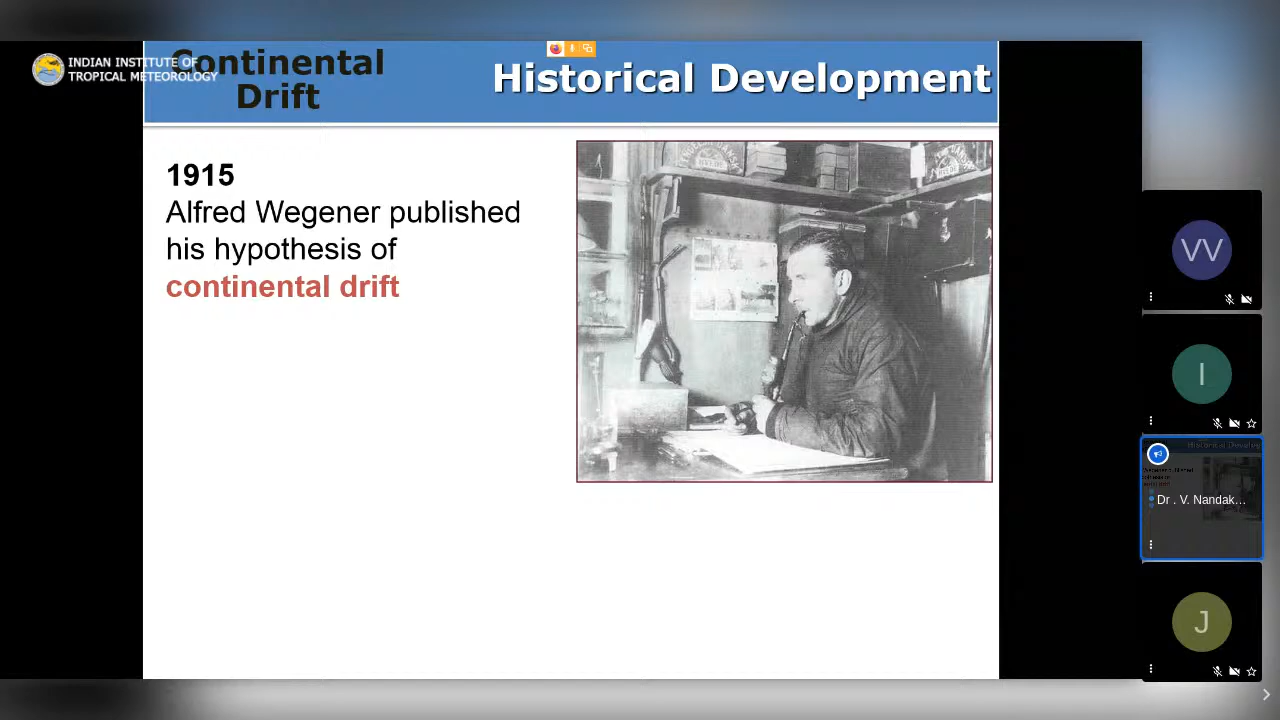 INDIAN INSTITUTE OF
TROPICAL METEOROLOGY
Continental
Drift
Historical Development
1915
Alfred Wegener published
his hypothesis of
continental drift
VV
I
Dr . V. Nandak...
J